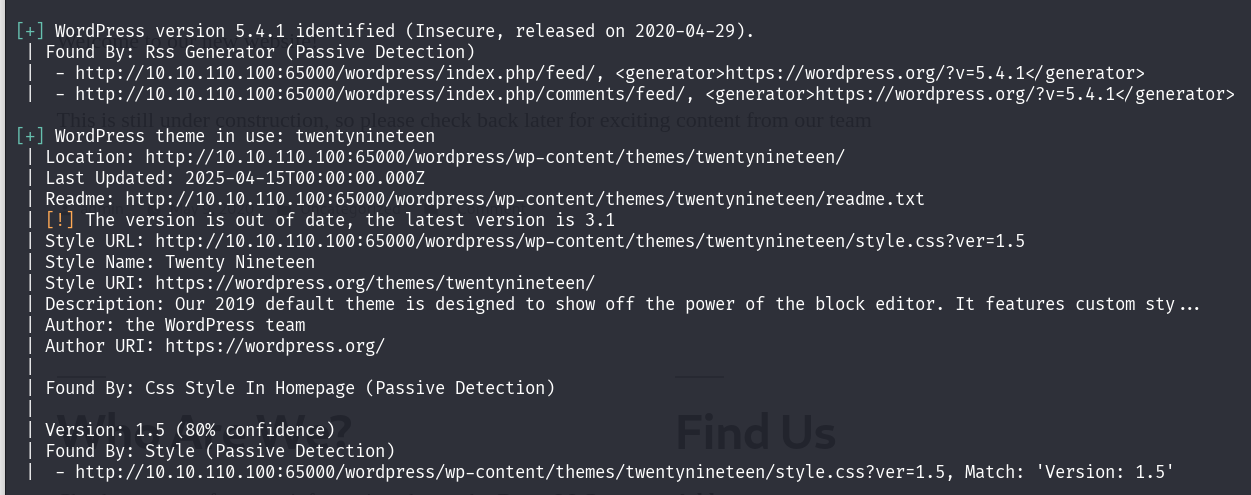 [+] WordPress version 5.4.1 identified (Insecure, released on 2020-04-29).
| Found By: Rss Generator (Passive Detection)
|  - http://10.10.110.100:65000/wordpress/index.php/feed/, <generator>https://wordpress.org/?v=5.4.1</generator>
|  - http://10.10.110.100:65000/wordpress/index.php/comments/feed/, <generator>https://wordpress.org/?v=5.4.1</generator>
This is still under construction, so please check back later for exciting content from our team
[+] WordPress theme in use: twentynineteen
| Location: http://10.10.110.100:65000/wordpress/wp-content/themes/twentynineteen/
| Last Updated: 2025-04-15T00:00:00.000Z
| Readme: http://10.10.110.100:65000/wordpress/wp-content/themes/twentynineteen/readme.txt
| [!] The version is out of date, the latest version is 3.1
| Style URL: http://10.10.110.100:65000/wordpress/wp-content/themes/twentynineteen/style.css?ver=1.5
| Style Name: Twenty Nineteen
| Style URI: https://wordpress.org/themes/twentynineteen/
| Description: Our 2019 default theme is designed to show off the power of the block editor. It features custom sty...
| Author: the WordPress team
| Author URI: https://wordpress.org/
|
| Found By: Css Style In Homepage (Passive Detection)
|
| Version: 1.5 (80% confidence)
Who Are We?
Find Us
| Found By: Style (Passive Detection)
|  - http://10.10.110.100:65000/wordpress/wp-content/themes/twentynineteen/style.css?ver=1.5, Match: 'Version: 1.5'